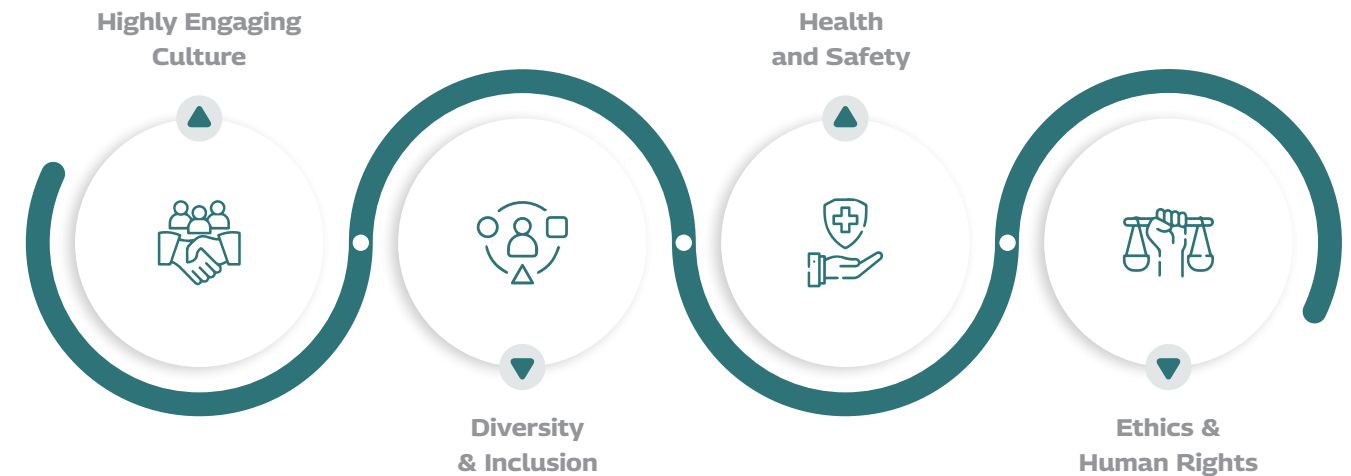 Highly Engaging
Culture
Health
and Safety
Diversity
& Inclusion
Ethics &
Human Rights